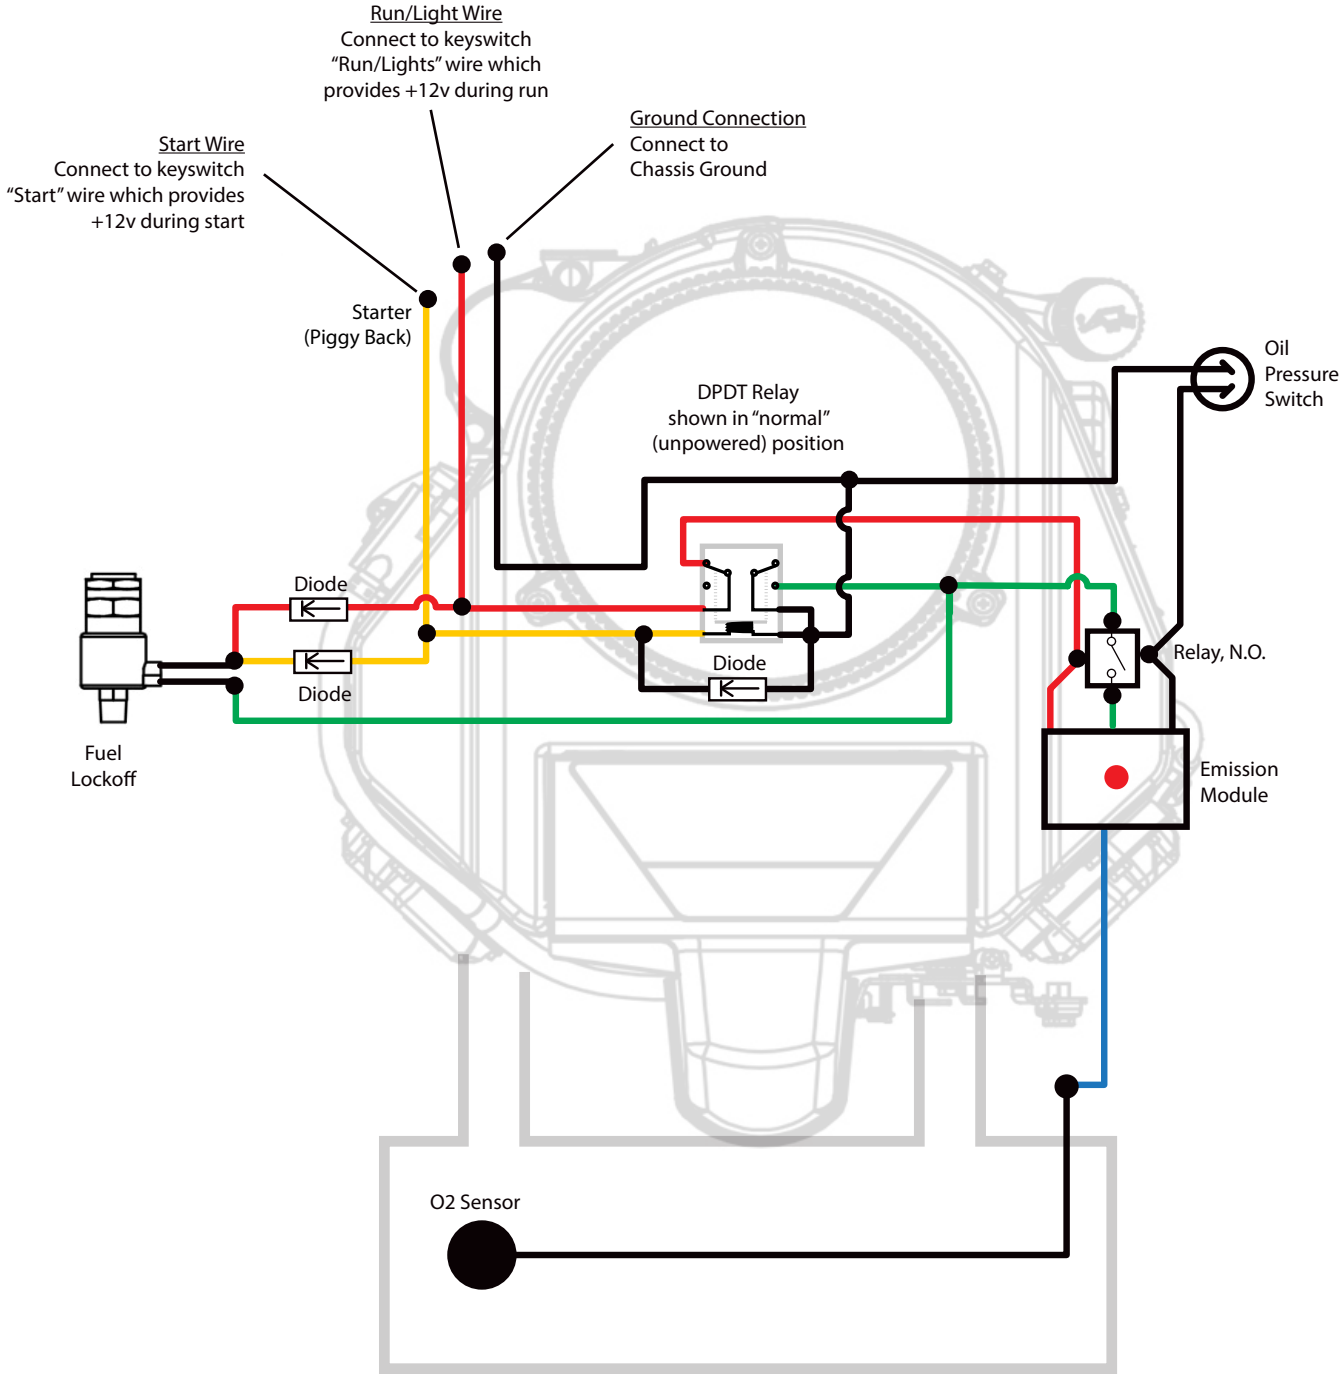 Run/Light Wire
Connect to keyswitch
“Run/Lights” wire which
provides +12v during run
Ground Connection
Connect to
Chassis Ground
Start Wire
Connect to keyswitch
“Start” wire which provides
+12v during start
Starter
(Piggy Back)
Oil
Pressure
Switch
DPDT Relay
shown in “normal”
(unpowered) position
Diode
Diode
Diode
Relay, N.O.
Fuel
Lockoff
Emission
Module
O2 Sensor